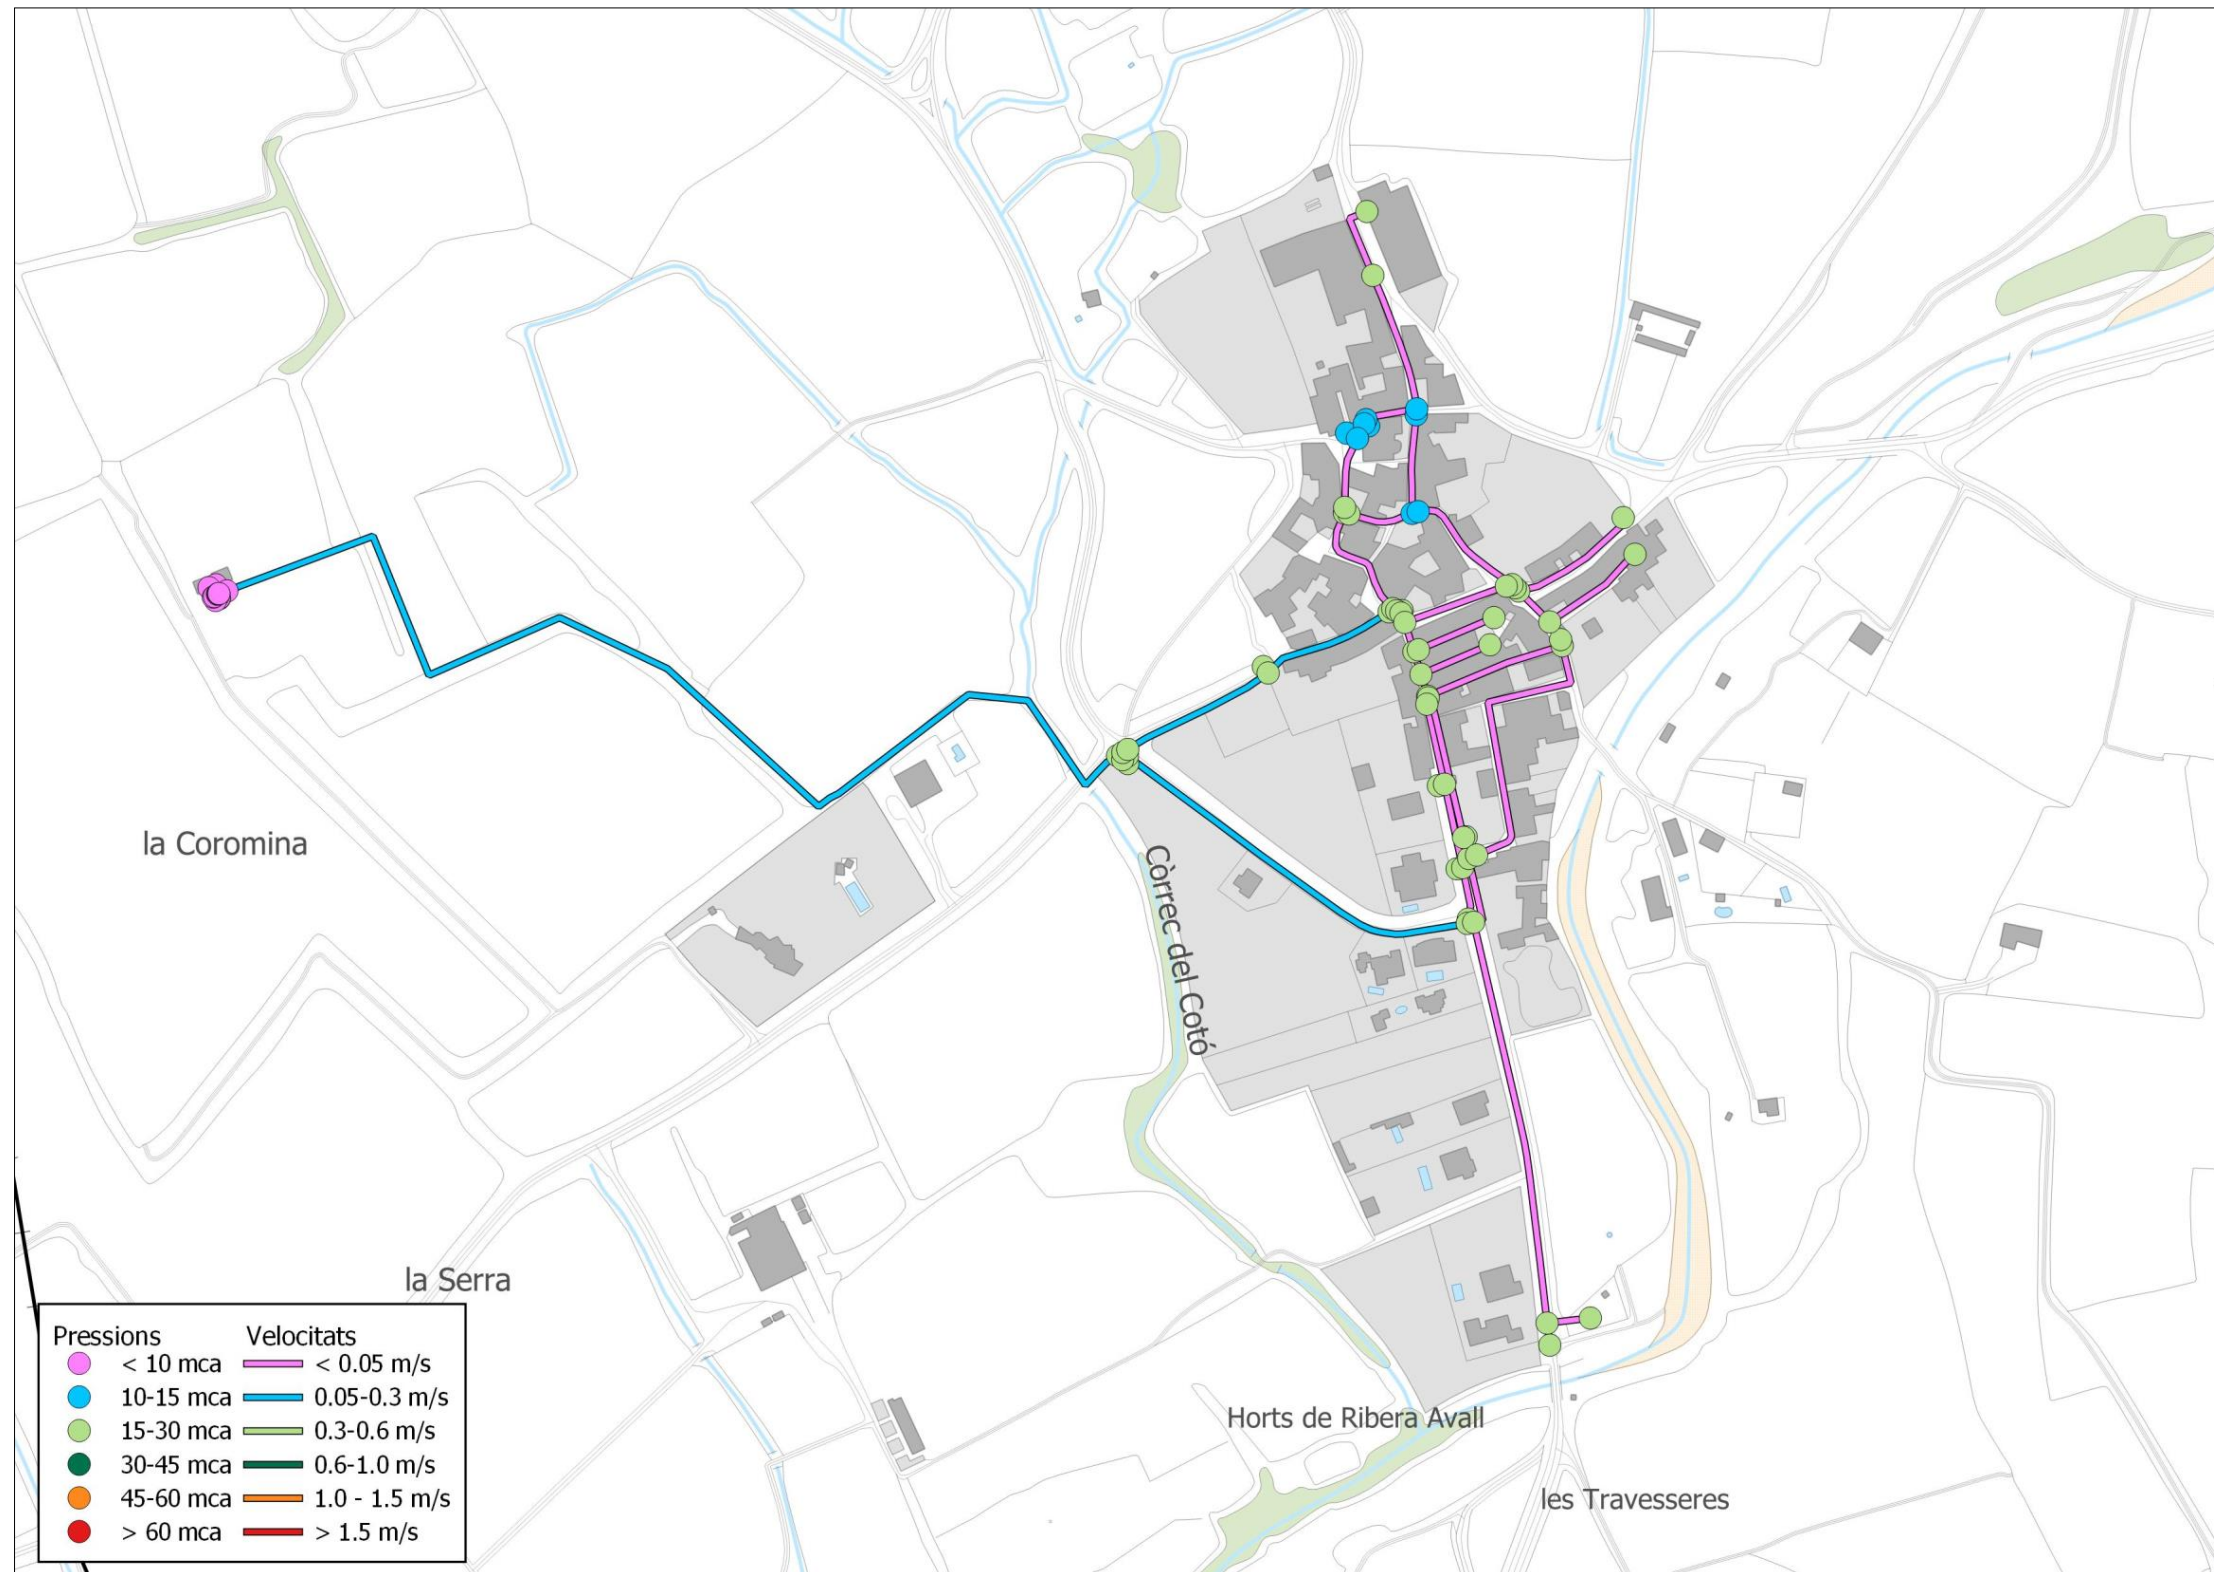 la Coromina
Còrrec del Cotó
la Serra
Pressions Velocitats
< 10 mca < 0.05 m/s
10-15 mca 0.05-0.3 m/s
15-30 mca 0.3-0.6 m/s
30-45 mca 0.6-1.0 m/s
45-60 mca 1.0 - 1.5 m/s
> 60 mca > 1.5 m/s
Horts de Ribera Avall
les Travesseres